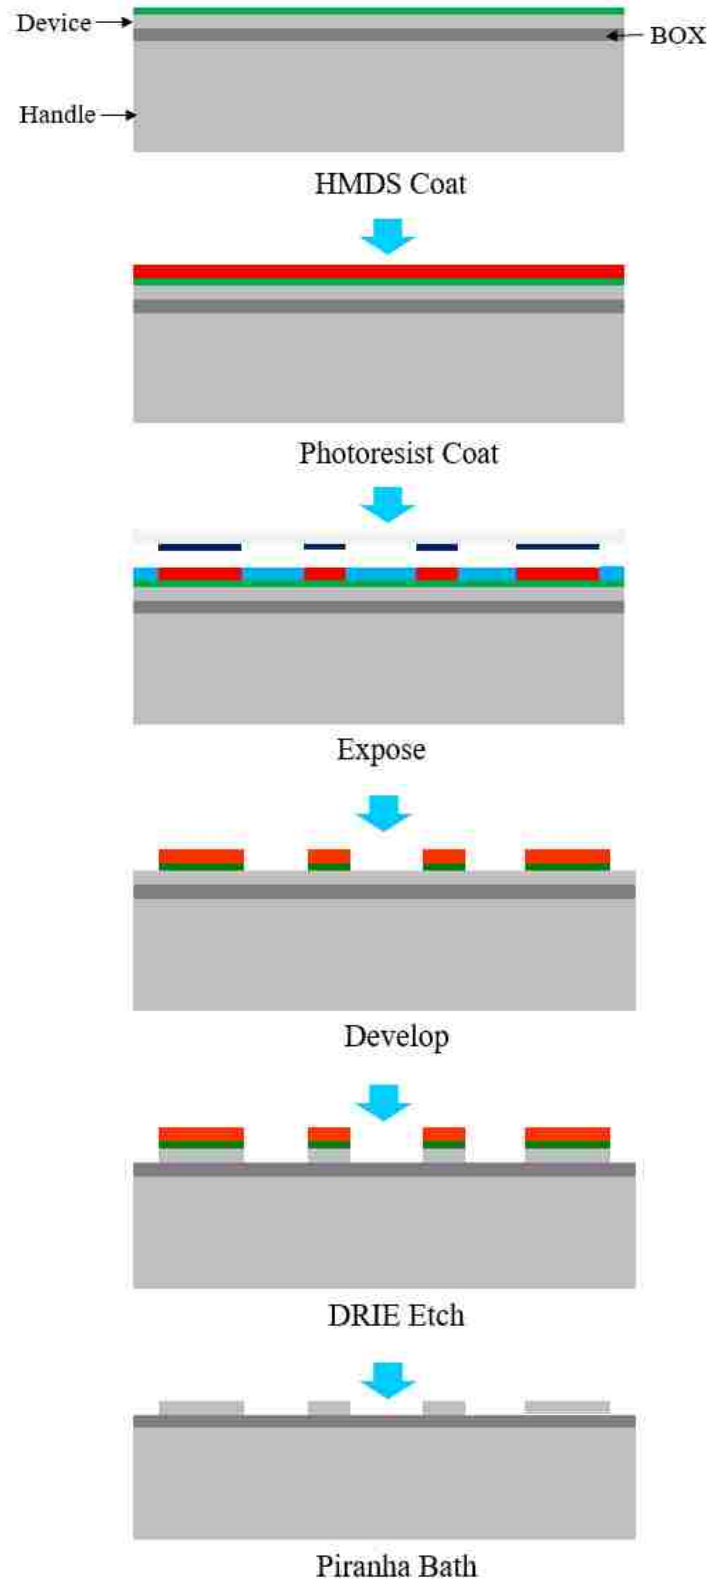 Device
BOX
Handle
HMDS Coat
Photoresist Coat
Expose
Develop
DRIE Etch
Piranha Bath